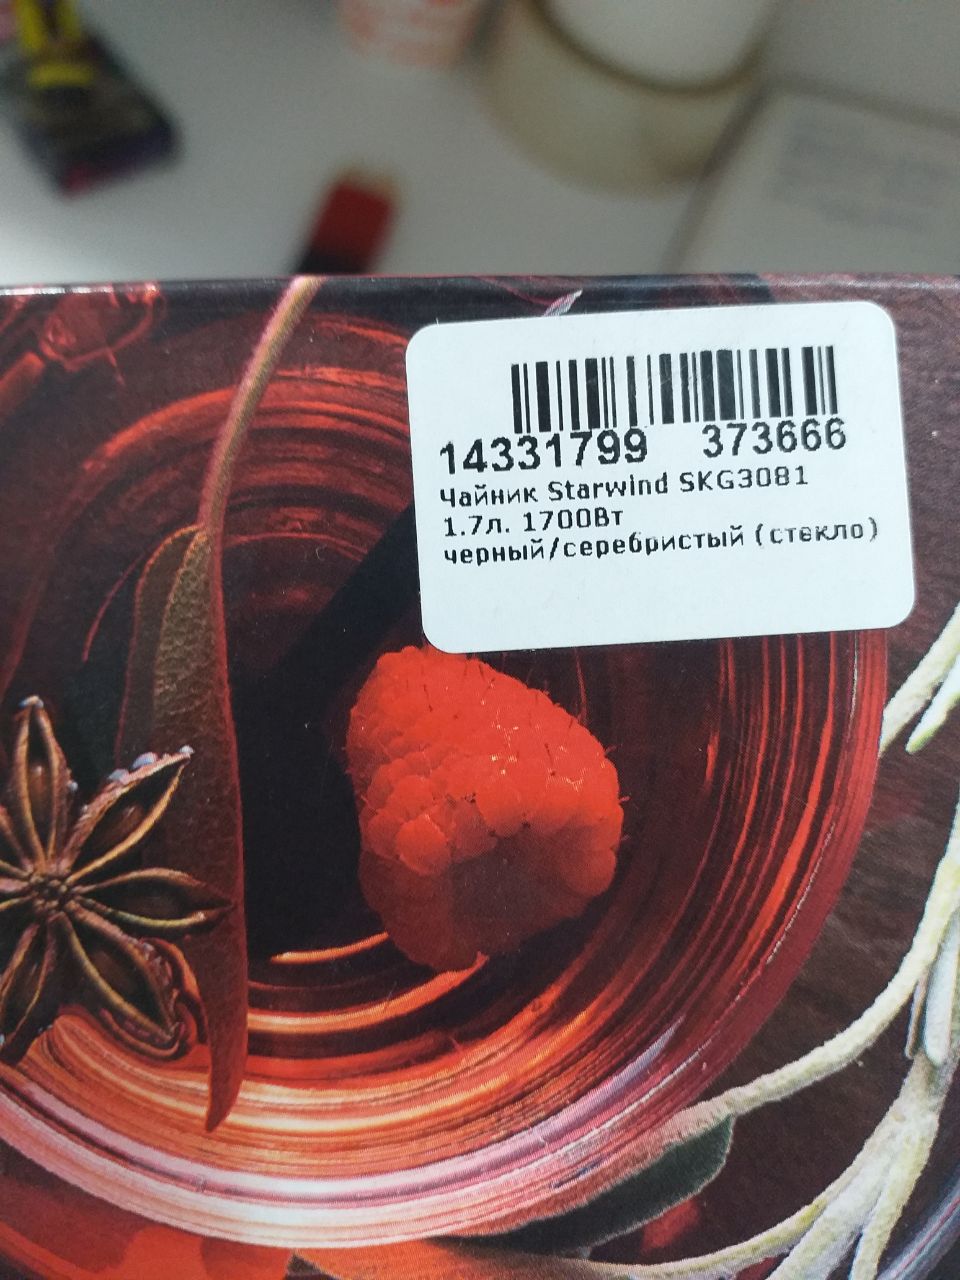 14331799 373666
Чайник Starwind SKG3081
1.7л. 1700Вт
черный/серебристый (стекло)